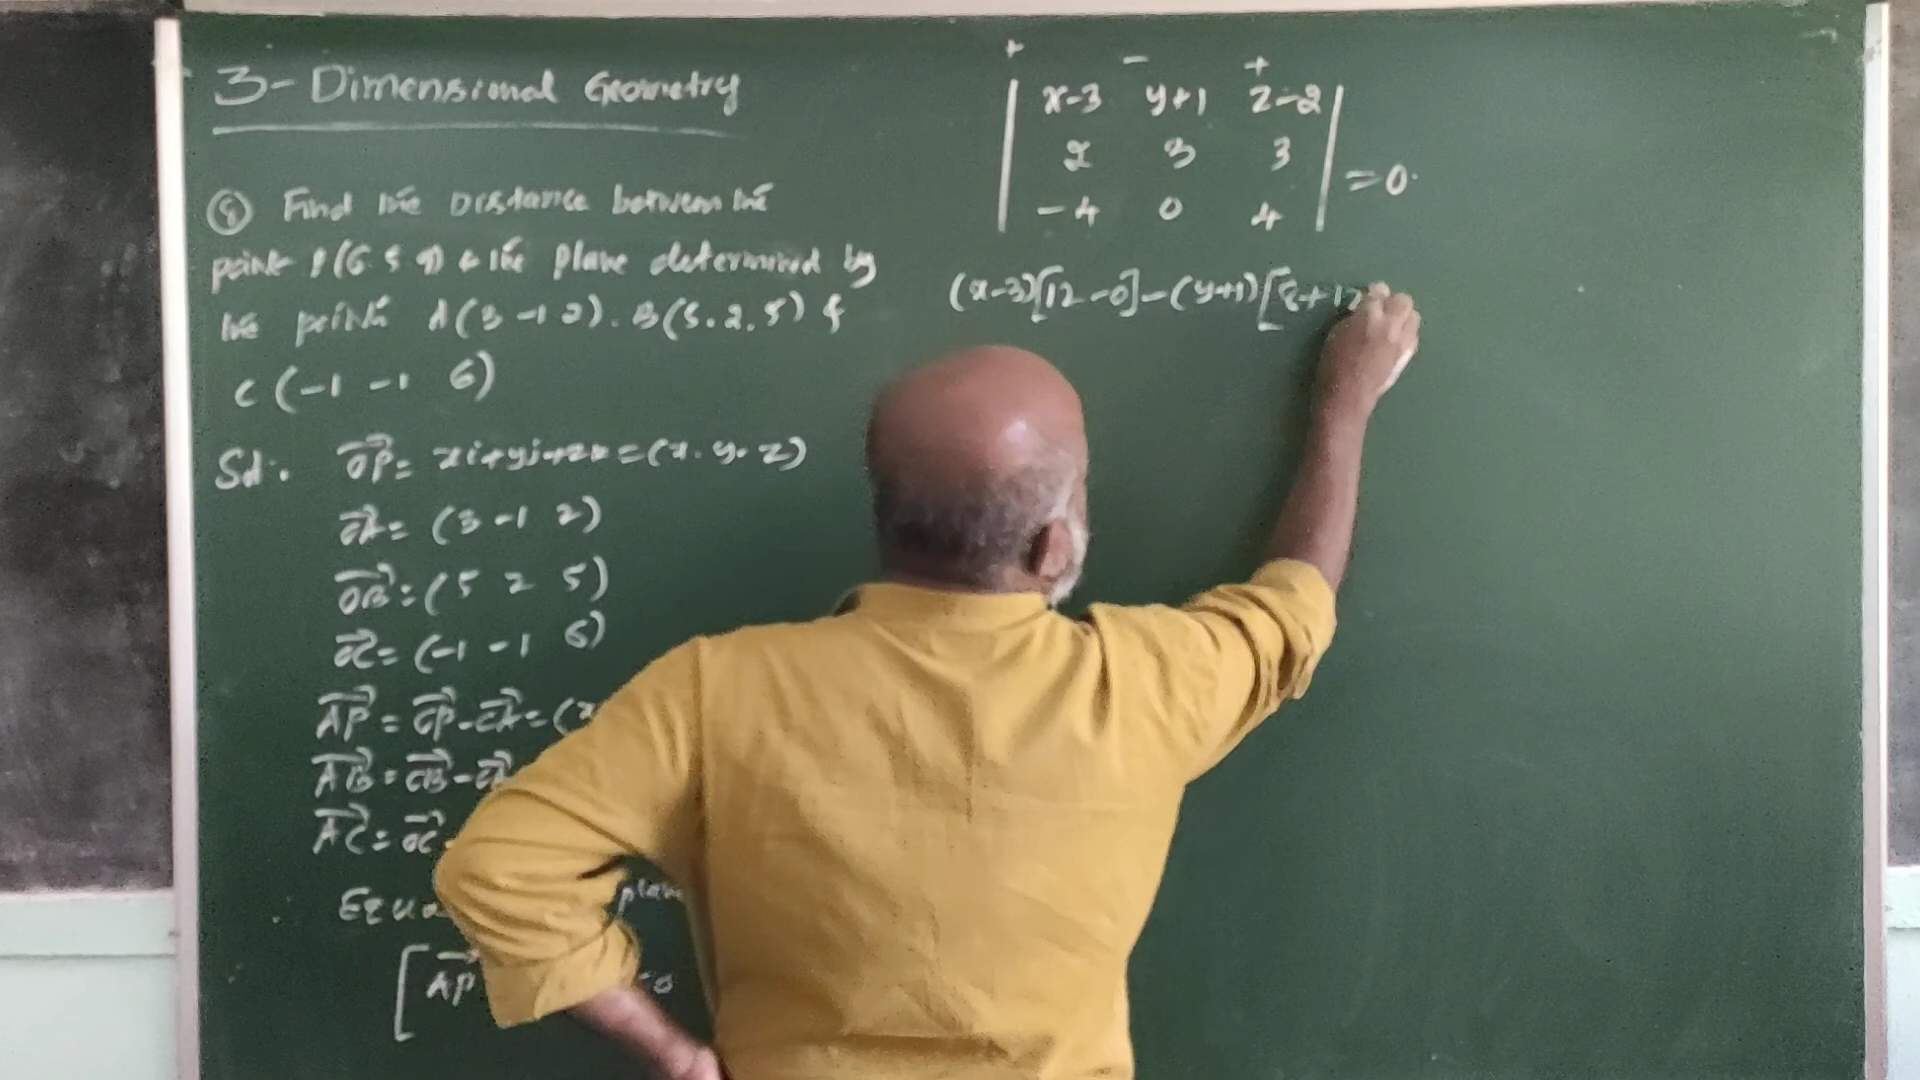 3-Dimensional Geometry
⑧ Find the Distance between the
point P(6 5 9) & the plane determined by
the points A(3 -1 2). B(5.2.5) &
C (-1 -1 6)
Sol: OP = xi+yj+zk = (x. y. z)
OA = (3 -1 2)
OB = (5 2 5)
OC = (-1 -1 6)
AP = OP - OA = (x
AB = OB - OA
AC = OC -
Equa plane
[AP =0
+ - +
| x-3 y+1 z-2 |
| 2 3 3 | =0.
| -4 0 4 |
(x-3)[12-0]-(y+1)[8+12